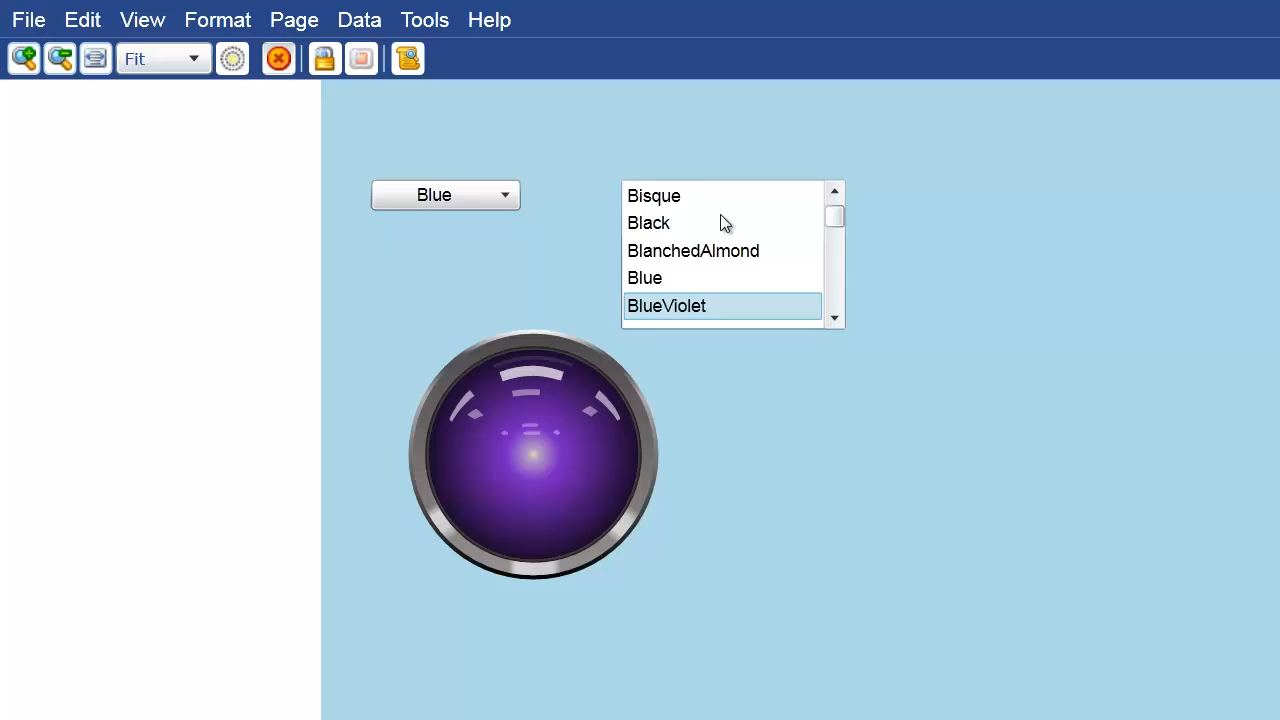 File Edit View Format Page Data Tools Help
Fit
Blue
Bisque
Black
BlanchedAlmond
Blue
BlueViolet